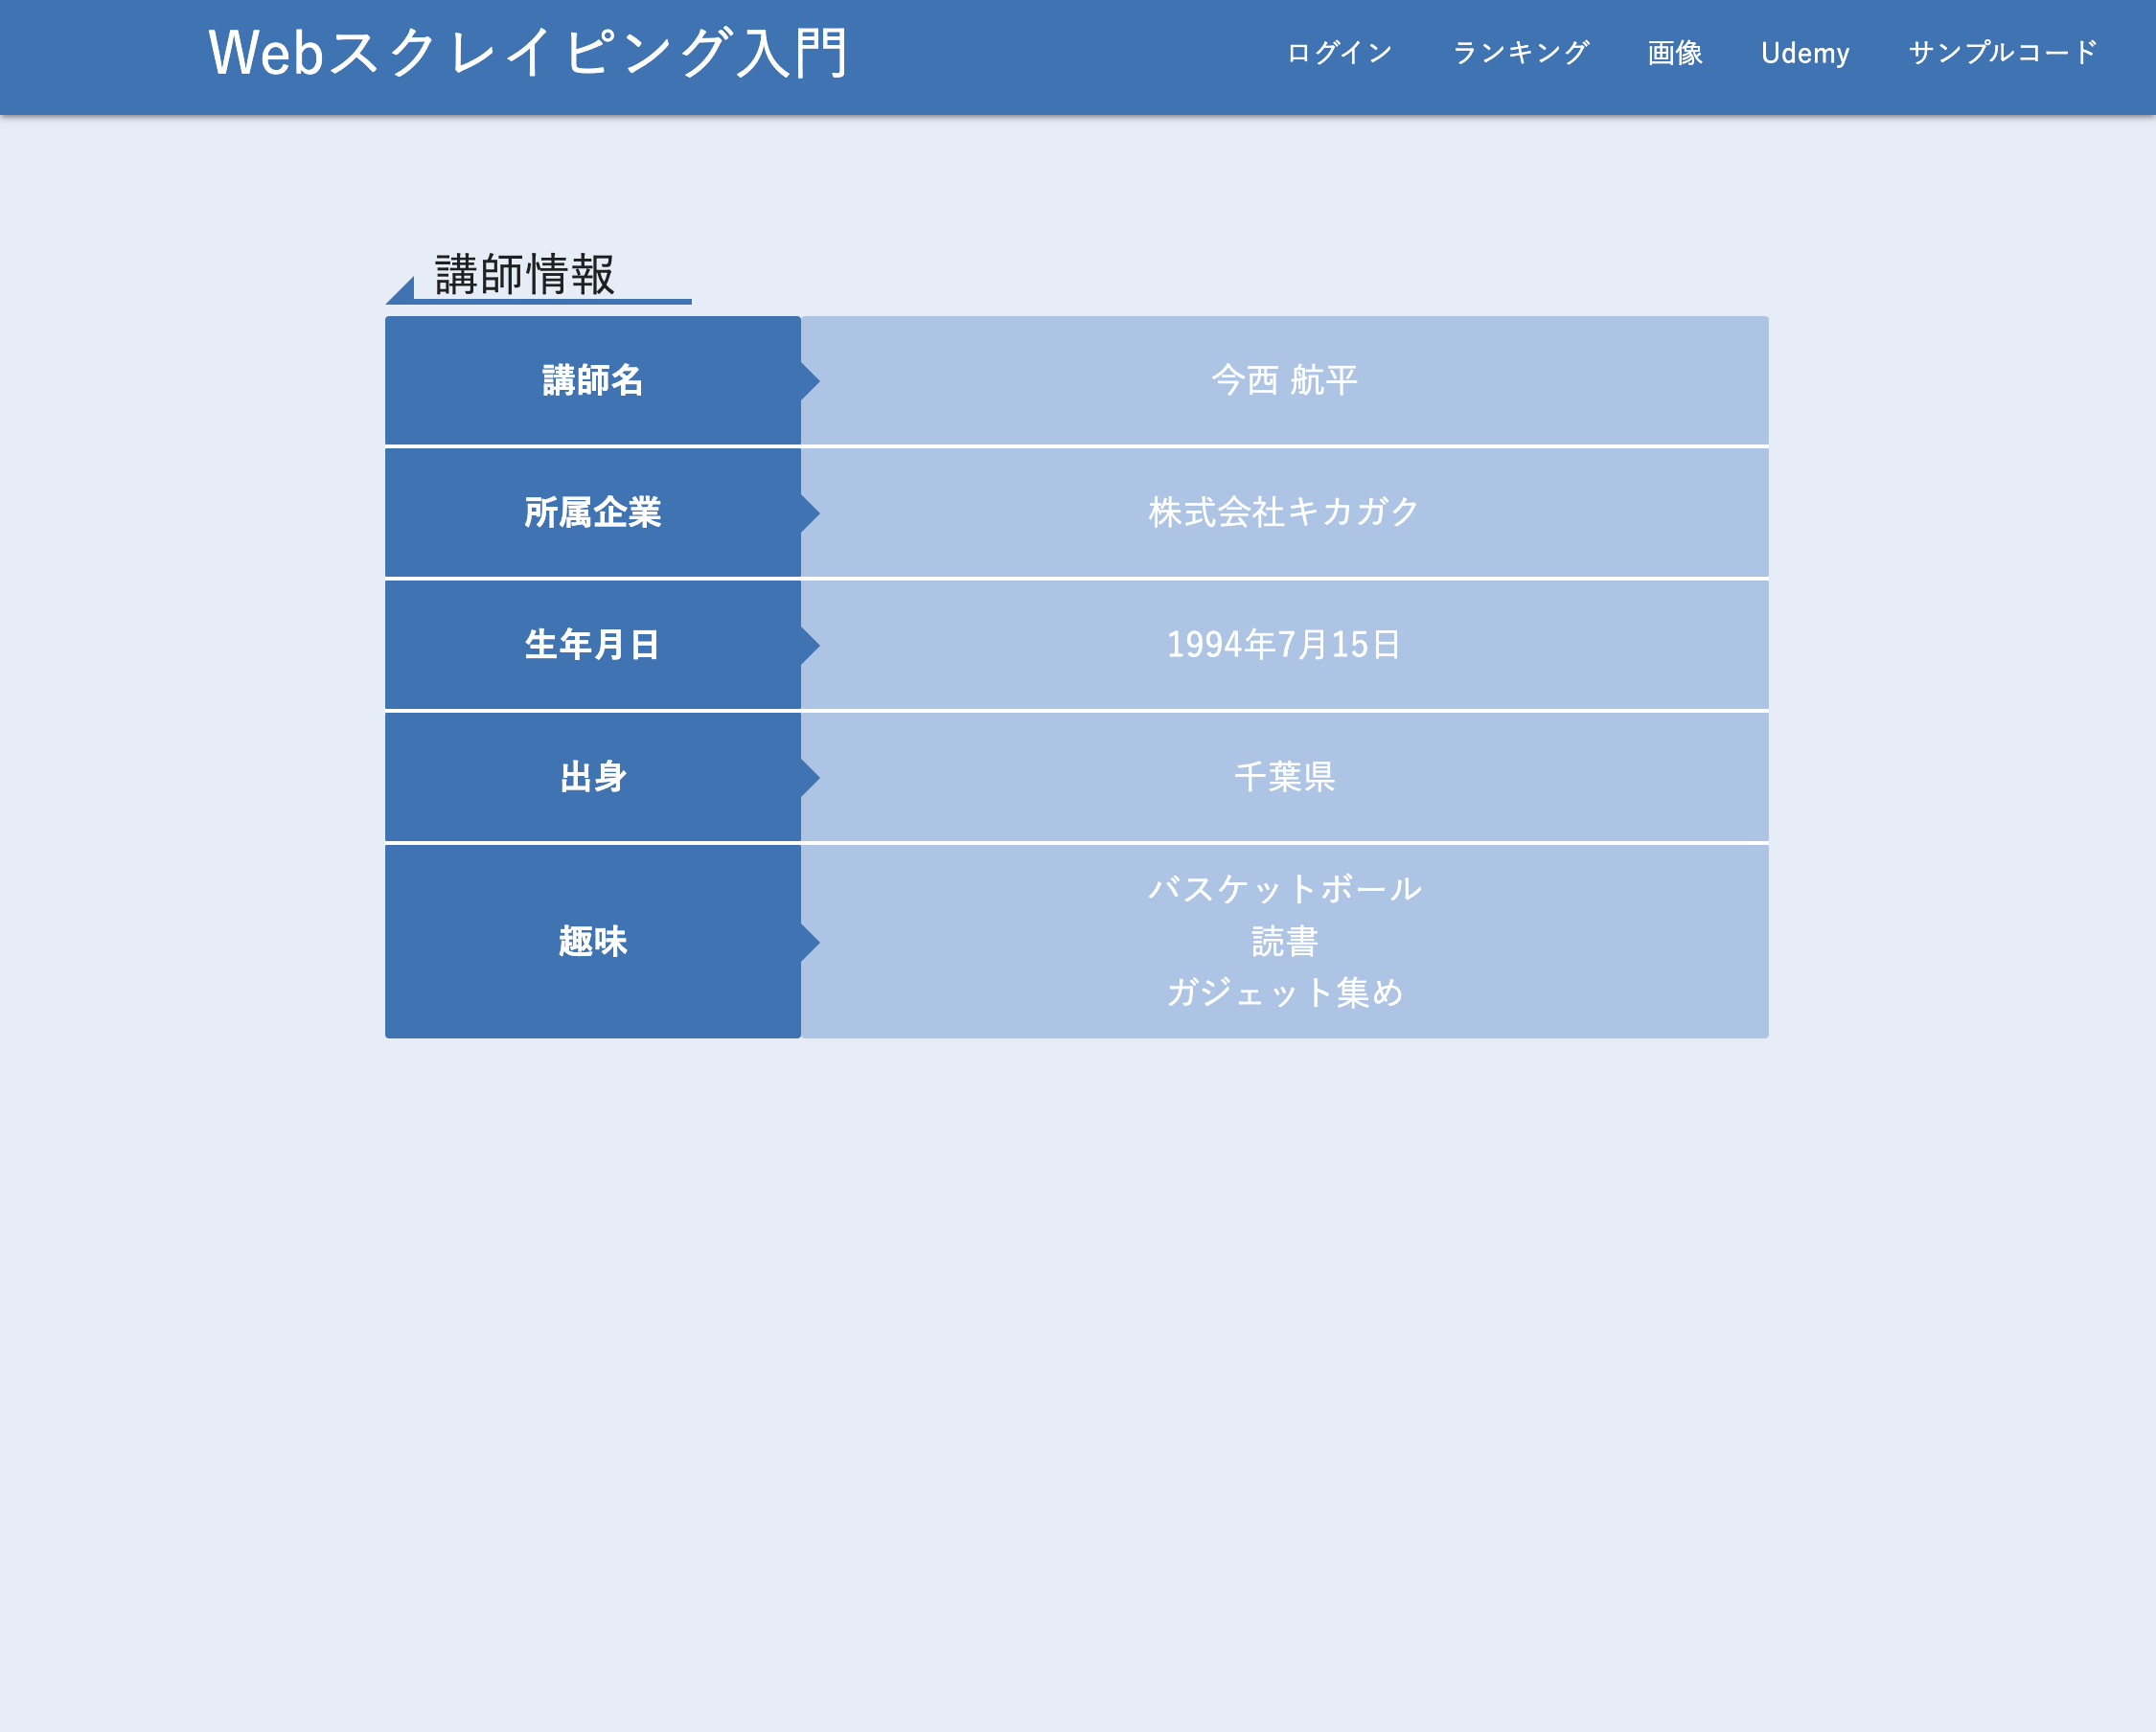 Webスクレイピング入門
ログイン ランキング 画像 Udemy サンプルコード
講師情報
講師名 今西 航平
所属企業 株式会社キカガク
生年月日 1994年7月15日
出身 千葉県
趣味 バスケットボール
読書
ガジェット集め